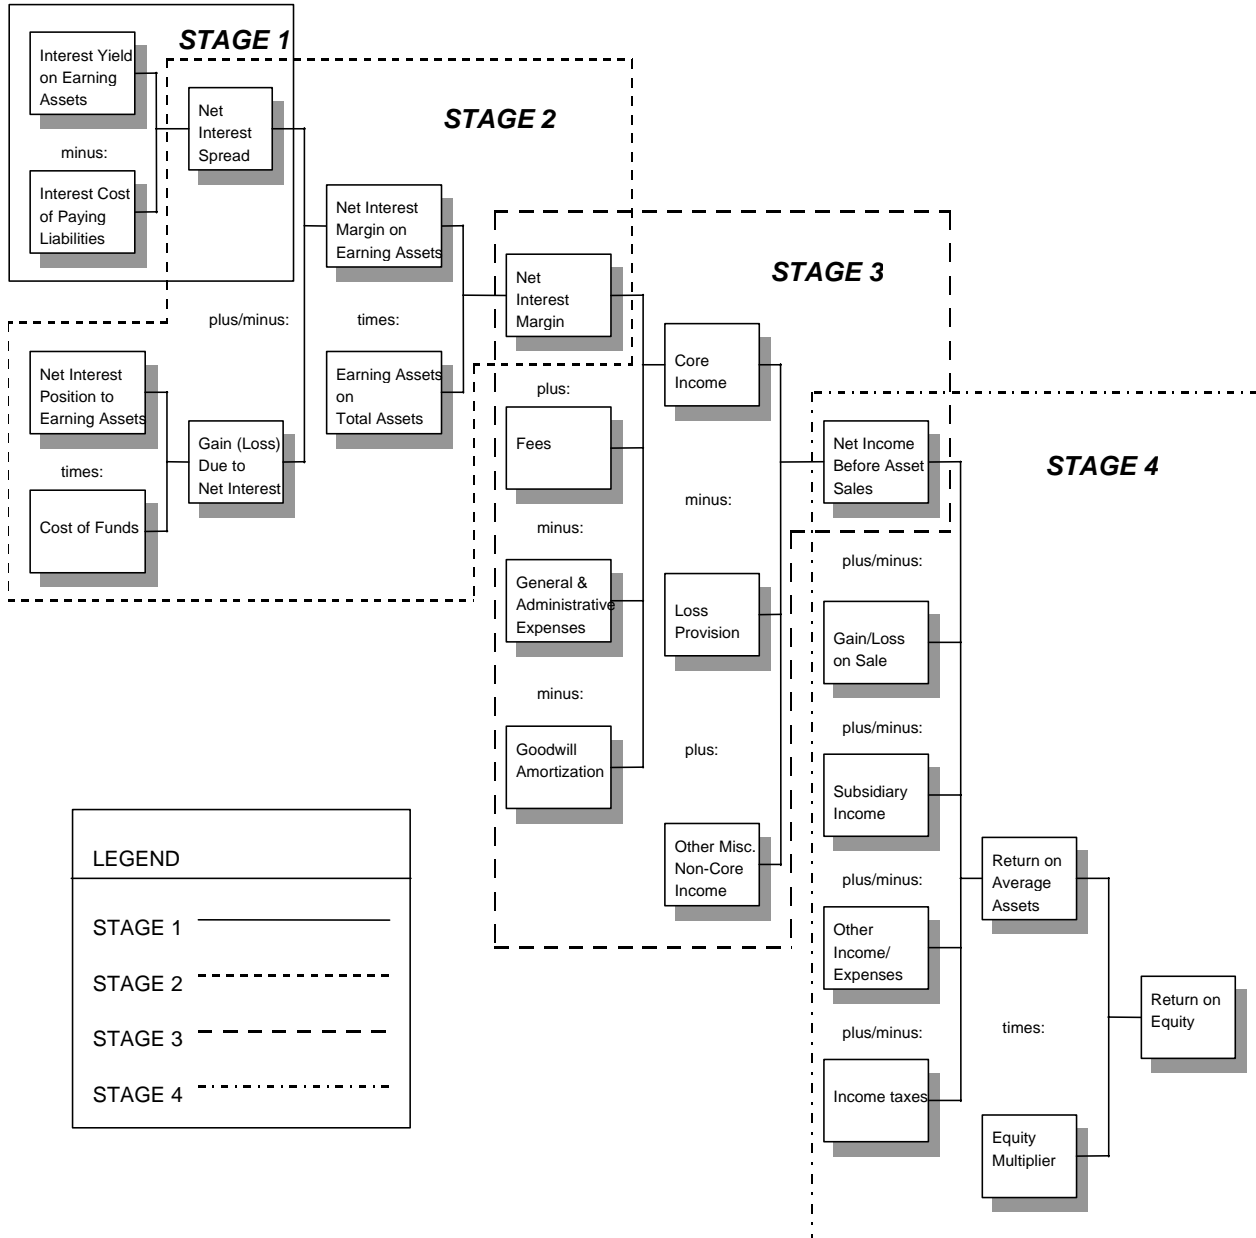 STAGE 1
Interest Yield
on Earning
Assets
minus:
Interest Cost
of Paying
Liabilities
Net
Interest
Spread
STAGE 2
plus/minus:
Net Interest
Position to
Earning Assets
times:
Cost of Funds
Gain (Loss)
Due to
Net Interest
Net Interest
Margin on
Earning Assets
times:
Earning Assets
on
Total Assets
STAGE 3
Net
Interest
Margin
plus:
Fees
minus:
General &
Administrative
Expenses
minus:
Goodwill
Amortization
Core
Income
minus:
Loss
Provision
plus:
Other Misc.
Non-Core
Income
STAGE 4
Net Income
Before Asset
Sales
plus/minus:
Gain/Loss
on Sale
plus/minus:
Subsidiary
Income
plus/minus:
Other
Income/
Expenses
plus/minus:
Income taxes
Return on
Average
Assets
times:
Equity
Multiplier
Return on
Equity
LEGEND
STAGE 1
STAGE 2
STAGE 3
STAGE 4